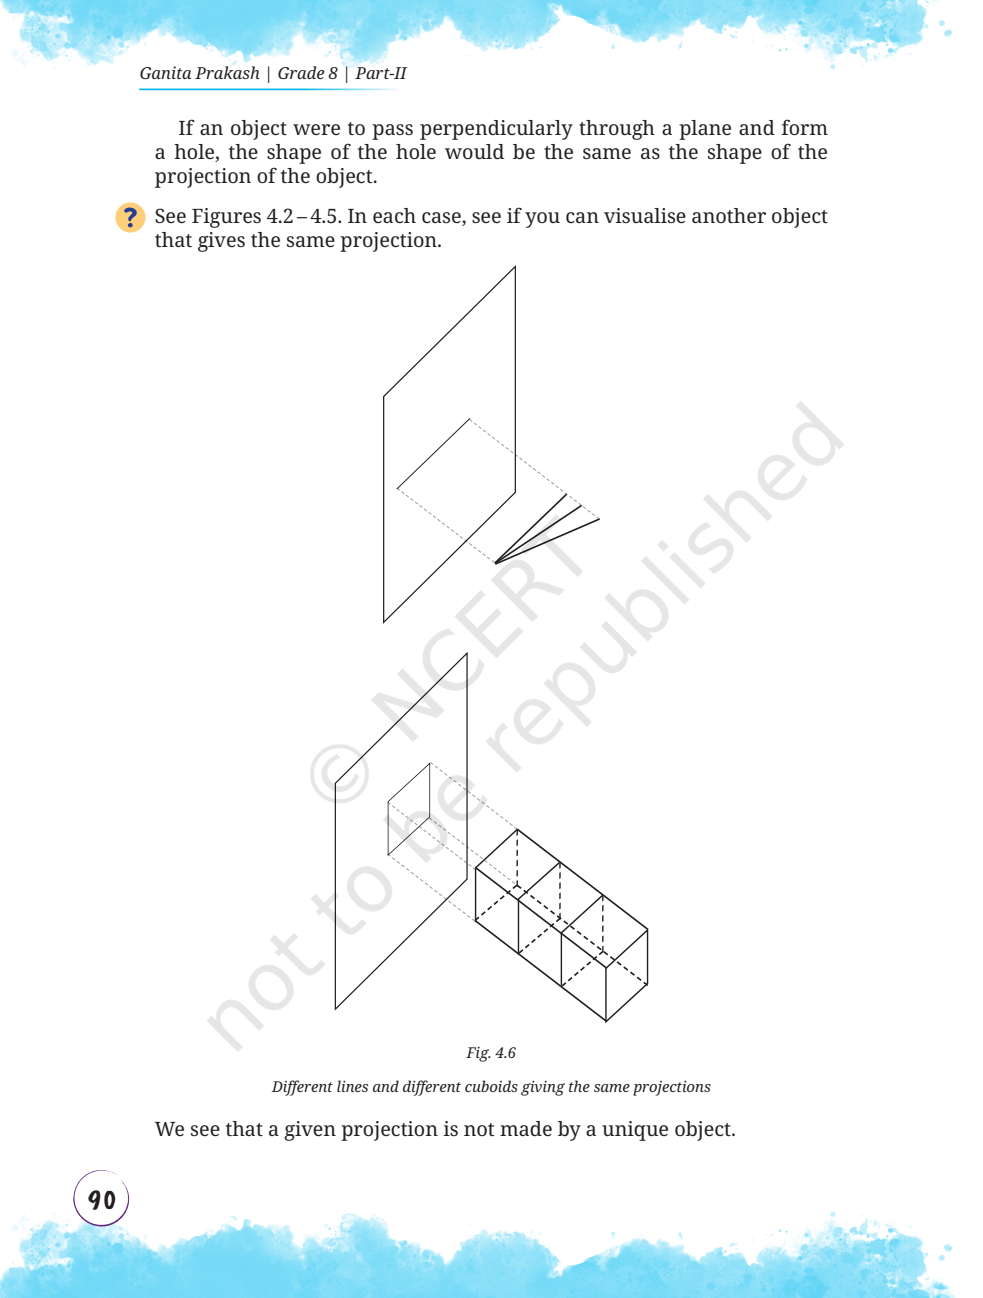 Ganita Prakash | Grade 8 | Part-II
If an object were to pass perpendicularly through a plane and form
a hole, the shape of the hole would be the same as the shape of the
projection of the object.
? See Figures 4.2 – 4.5. In each case, see if you can visualise another object
that gives the same projection.
© NCERT
not to be republished
Fig. 4.6
Different lines and different cuboids giving the same projections
We see that a given projection is not made by a unique object.
90